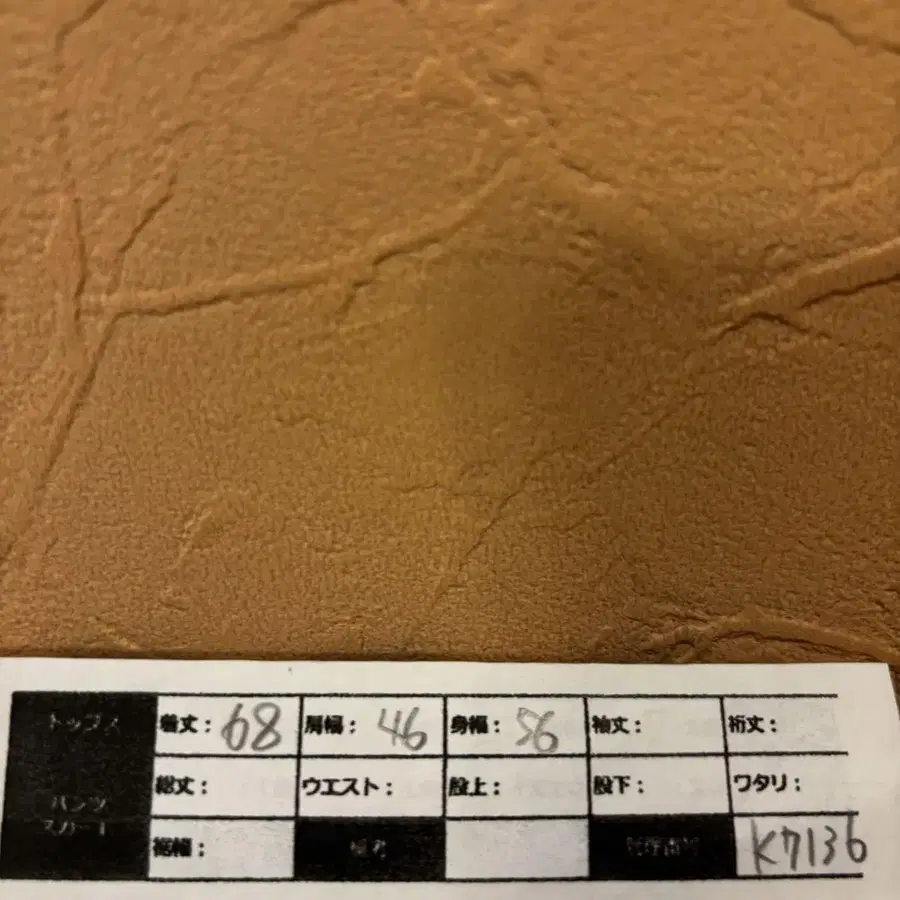 トップス 着丈: 68 肩幅: 46 身幅: 56 袖丈: 裄丈:
パンツ 総丈: ウエスト: 股上: 股下: ワタリ:
スカート 裾幅: 備考 K7136